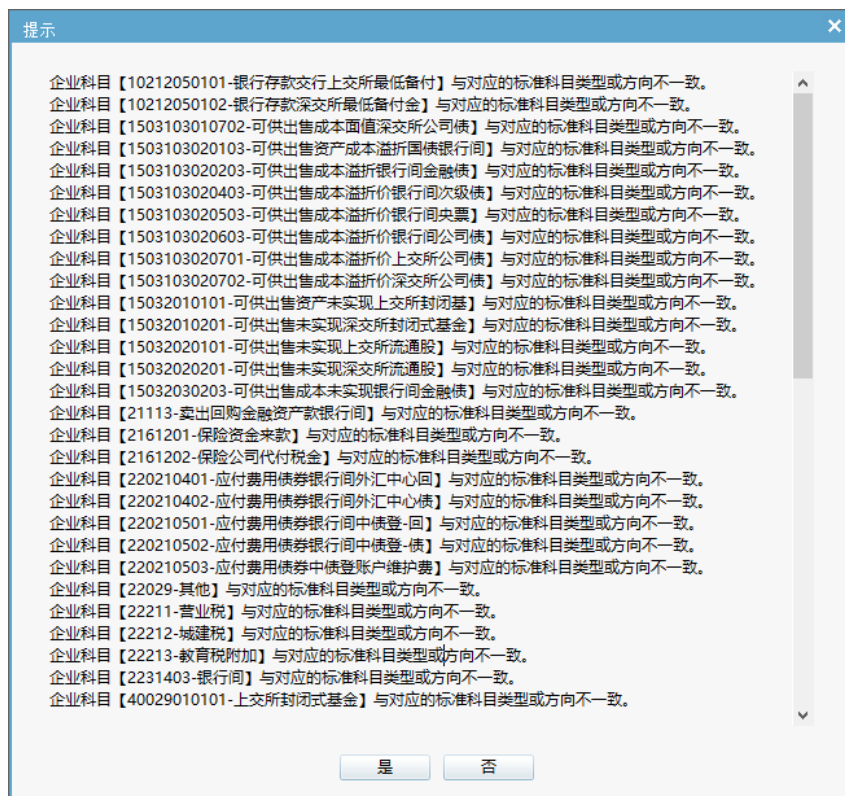 提示
企业科目【10212050101-银行存款交行上交所最低备付】与对应的标准科目类型或方向不一致。
企业科目【10212050102-银行存款深交所最低备付金】与对应的标准科目类型或方向不一致。
企业科目【1503103010702-可供出售成本面值深交所公司债】与对应的标准科目类型或方向不一致。
企业科目【1503103020103-可供出售资产成本溢折国债银行间】与对应的标准科目类型或方向不一致。
企业科目【1503103020203-可供出售成本溢折银行间金融债】与对应的标准科目类型或方向不一致。
企业科目【1503103020403-可供出售成本溢折价银行间次级债】与对应的标准科目类型或方向不一致。
企业科目【1503103020503-可供出售成本溢折价银行间央票】与对应的标准科目类型或方向不一致。
企业科目【1503103020603-可供出售成本溢折价银行间公司债】与对应的标准科目类型或方向不一致。
企业科目【1503103020701-可供出售成本溢折价上交所公司债】与对应的标准科目类型或方向不一致。
企业科目【1503103020702-可供出售成本溢折价深交所公司债】与对应的标准科目类型或方向不一致。
企业科目【15032010101-可供出售资产未实现上交所封闭基】与对应的标准科目类型或方向不一致。
企业科目【15032010201-可供出售未实现深交所封闭式基金】与对应的标准科目类型或方向不一致。
企业科目【15032020101-可供出售未实现上交所流通股】与对应的标准科目类型或方向不一致。
企业科目【15032020201-可供出售未实现深交所流通股】与对应的标准科目类型或方向不一致。
企业科目【15032030203-可供出售成本未实现银行间金融债】与对应的标准科目类型或方向不一致。
企业科目【21113-卖出回购金融资产款银行间】与对应的标准科目类型或方向不一致。
企业科目【2161201-保险资金来款】与对应的标准科目类型或方向不一致。
企业科目【2161202-保险公司代付税金】与对应的标准科目类型或方向不一致。
企业科目【220210401-应付费用债券银行间外汇中心回】与对应的标准科目类型或方向不一致。
企业科目【220210402-应付费用债券银行间外汇中心债】与对应的标准科目类型或方向不一致。
企业科目【220210501-应付费用债券银行间中债登-回】与对应的标准科目类型或方向不一致。
企业科目【220210502-应付费用债券银行间中债登-债】与对应的标准科目类型或方向不一致。
企业科目【220210503-应付费用债券中债登账户维护费】与对应的标准科目类型或方向不一致。
企业科目【22029-其他】与对应的标准科目类型或方向不一致。
企业科目【22211-营业税】与对应的标准科目类型或方向不一致。
企业科目【22212-城建税】与对应的标准科目类型或方向不一致。
企业科目【22213-教育税附加】与对应的标准科目类型或方向不一致。
企业科目【2231403-银行间】与对应的标准科目类型或方向不一致。
企业科目【40029010101-上交所封闭式基金】与对应的标准科目类型或方向不一致。
是 否